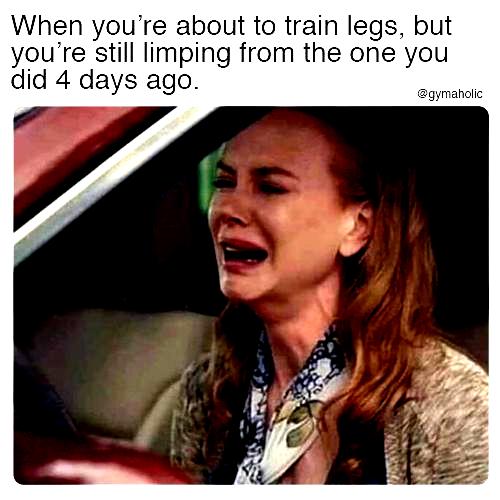 When you’re about to train legs, but
you’re still limping from the one you
did 4 days ago.
@gymaholic